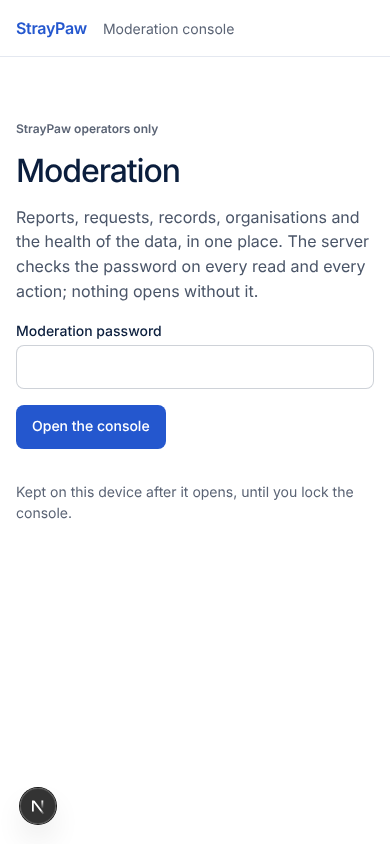 StrayPaw Moderation console
StrayPaw operators only
Moderation
Reports, requests, records, organisations and
the health of the data, in one place. The server
checks the password on every read and every
action; nothing opens without it.
Moderation password
Open the console
Kept on this device after it opens, until you lock the
console.
N